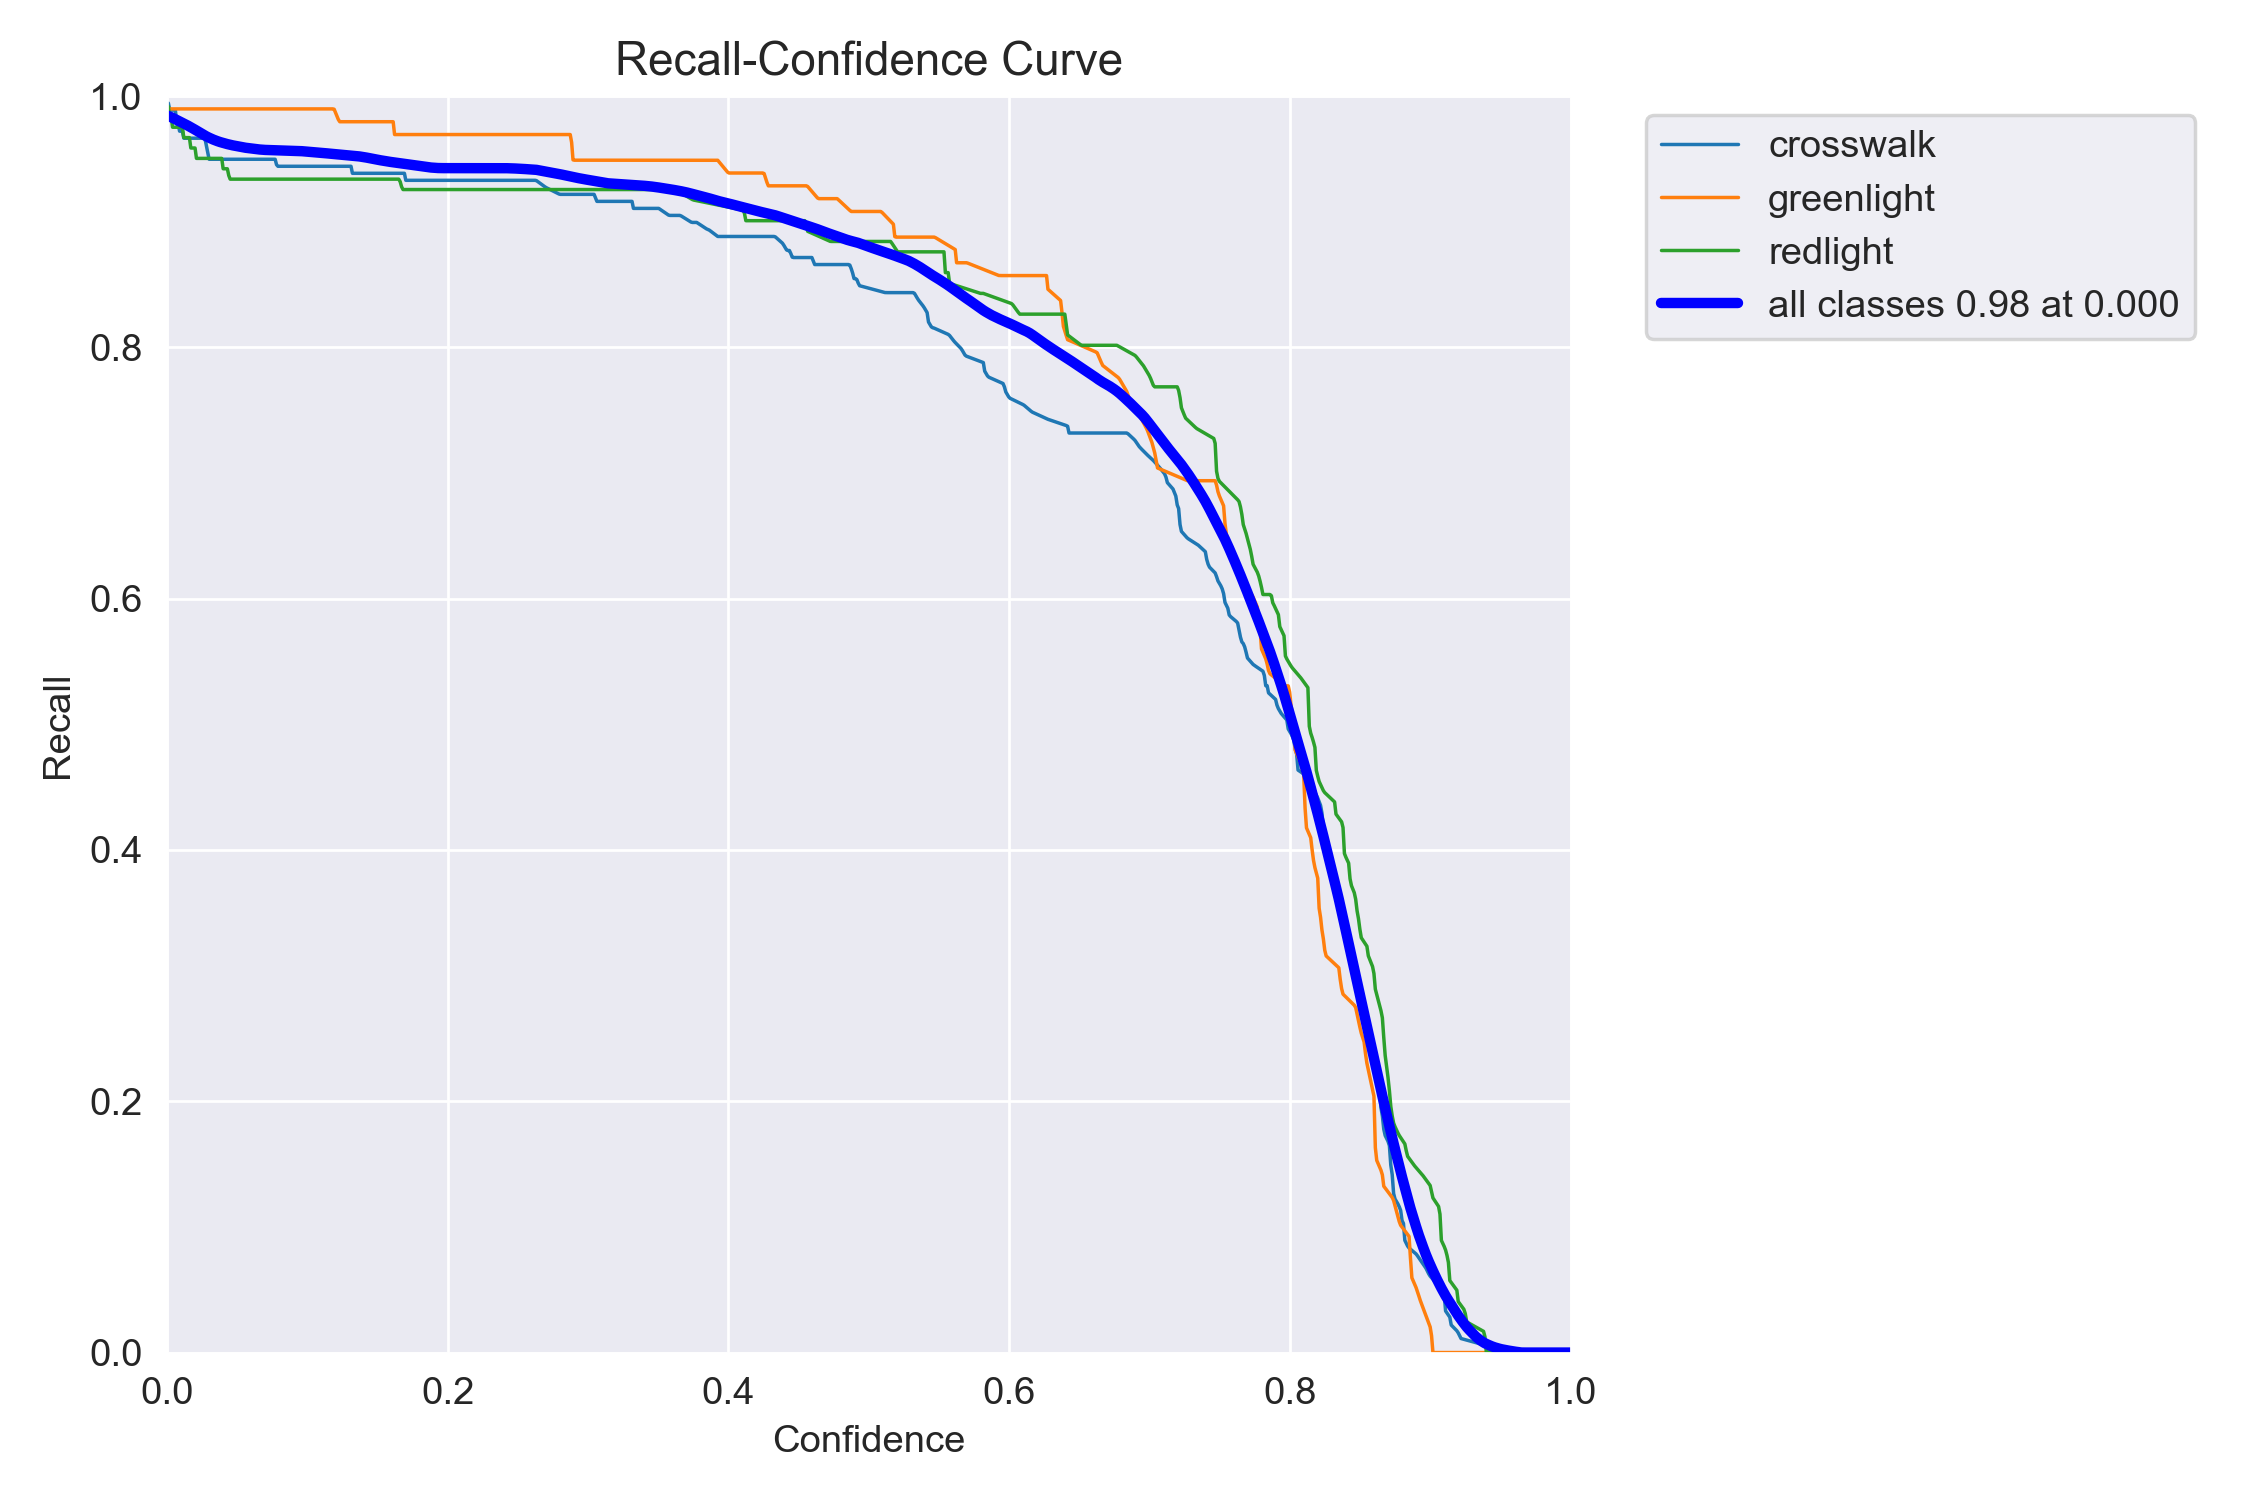 Recall-Confidence Curve
1.0
0.8
0.6
0.4
0.2
0.0
Recall
0.0 0.2 0.4 0.6 0.8 1.0
Confidence
crosswalk
greenlight
redlight
all classes 0.98 at 0.000